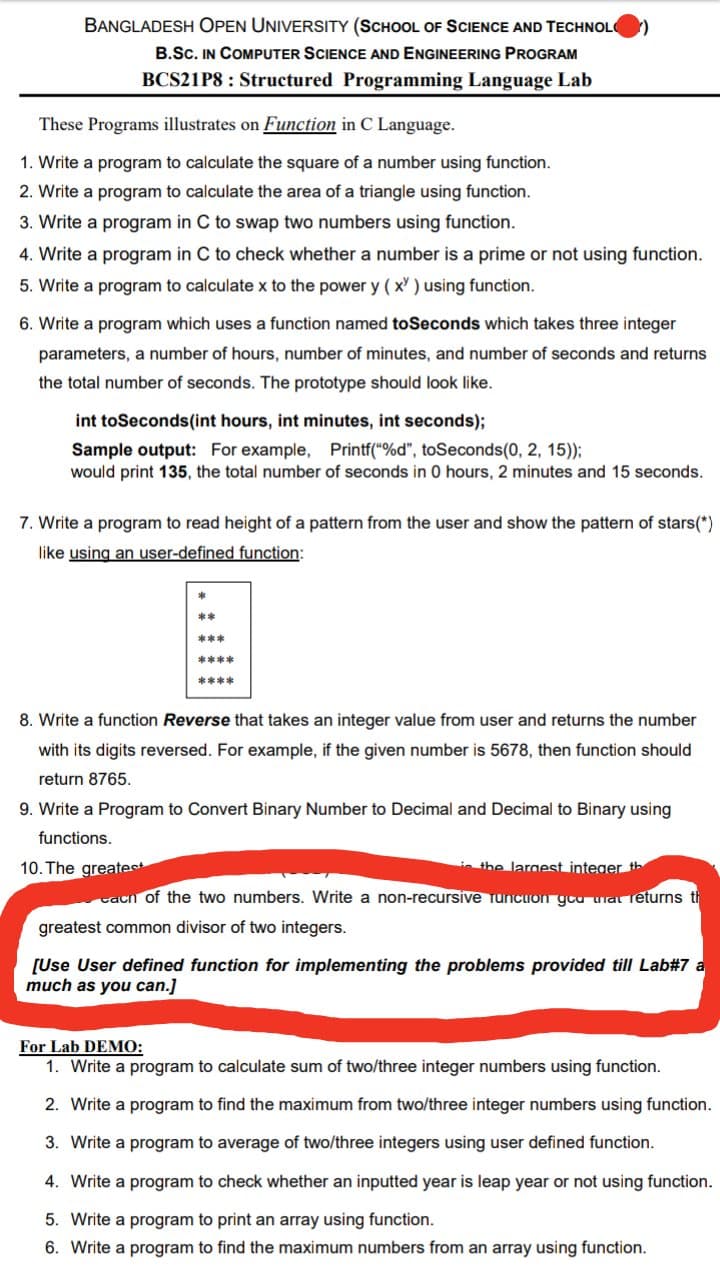 BANGLADESH OPEN UNIVERSITY (SCHOOL OF SCIENCE AND
B.SC. IN COMPUTER SCIENCE AND ENGINEERING PROGRAM
BCS21P8 : Structured Programming Language Lab
These Programs illustrates on Function in C Language.
1. Write a program to calculate the square of a number using function.
2. Write a program to calculate the area of a triangle using function.
3. Write a program in C to swap two numbers using function.
4. Write a program in C to check whether a number is a prime or not using function.
5. Write a program to calculate x to the power y ( xʸ ) using function.
6. Write a program which uses a function named toSeconds which takes three integer
parameters, a number of hours, number of minutes, and number of seconds and returns
the total number of seconds. The prototype should look like.
int toSeconds(int hours, int minutes, int seconds);
Sample output: For example, Printf("%d", toSeconds(0, 2, 15));
would print 135, the total number of seconds in 0 hours, 2 minutes and 15 seconds.
7. Write a program to read height of a pattern from the user and show the pattern of stars(*)
like using an user-defined function:
*
**
***
****
****
8. Write a function Reverse that takes an integer value from user and returns the number
with its digits reversed. For example, if the given number is 5678, then function should
return 8765.
9. Write a Program to Convert Binary Number to Decimal and Decimal to Binary using
functions.
10. The greatest is the largest integer
each of the two numbers. Write a non-recursive function gcd that returns
greatest common divisor of two integers.
[Use User defined function for implementing the problems provided till Lab#7
much as you can.]
For Lab DEMO:
1. Write a program to calculate sum of two/three integer numbers using function.
2. Write a program to find the maximum from two/three integer numbers using function.
3. Write a program to average of two/three integers using user defined function.
4. Write a program to check whether an inputted year is leap year or not using function.
5. Write a program to print an array using function.
6. Write a program to find the maximum numbers from an array using function.